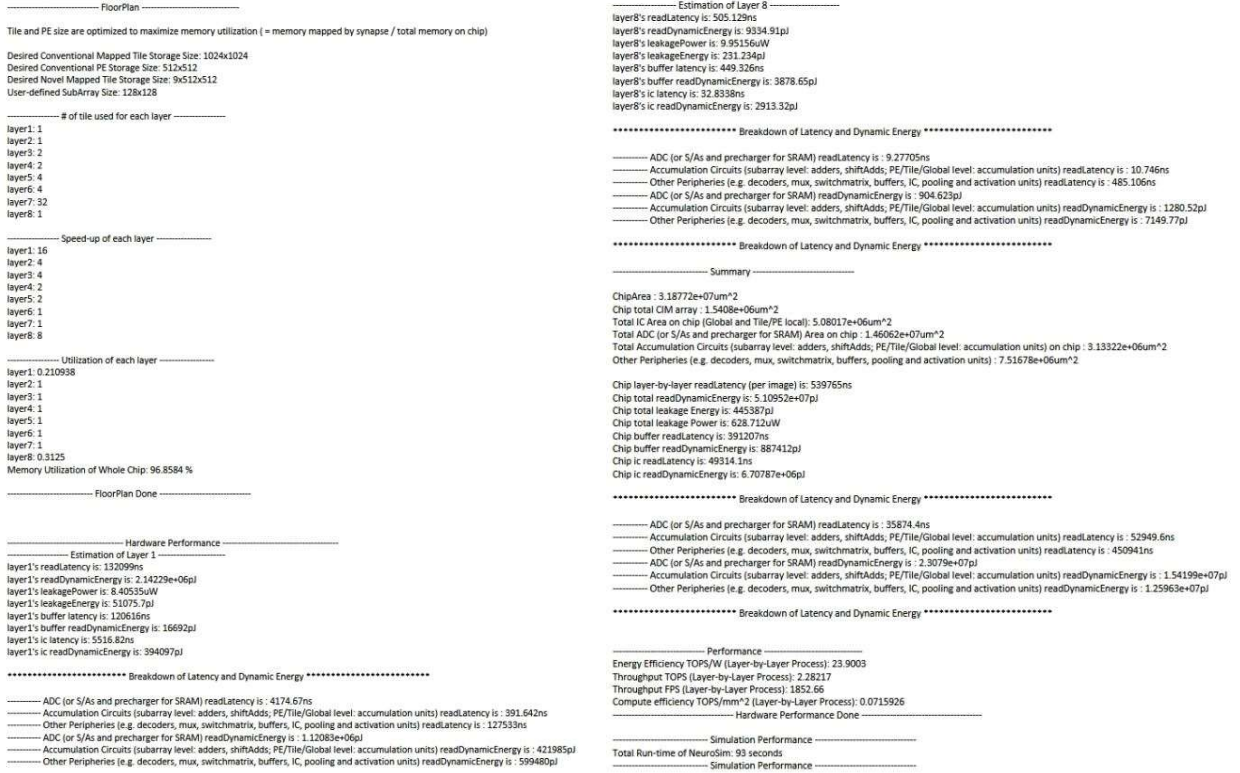 ------------------------------ FloorPlan --------------------------------
Tile and PE size are optimized to maximize memory utilization ( = memory mapped by synapse / total memory on chip)
Desired Conventional Mapped Tile Storage Size: 1024x1024
Desired Conventional PE Storage Size: 512x512
Desired Novel Mapped Tile Storage Size: 9x512x512
User-defined SubArray Size: 128x128
----------------- # of tile used for each layer -----------------
layer1: 1
layer2: 1
layer3: 2
layer4: 2
layer5: 4
layer6: 4
layer7: 32
layer8: 1
----------------- Speed-up of each layer ------------------
layer1: 16
layer2: 4
layer3: 4
layer4: 2
layer5: 2
layer6: 1
layer7: 1
layer8: 8
----------------- Utilization of each layer ------------------
layer1: 0.210938
layer2: 1
layer3: 1
layer4: 1
layer5: 1
layer6: 1
layer7: 1
layer8: 0.3125
Memory Utilization of Whole Chip: 96.8584 %
---------------------------- FloorPlan Done ------------------------------
-------------------------------------- Hardware Performance --------------------------------------
-------------------- Estimation of Layer 1 ----------------------
layer1's readLatency is: 132099ns
layer1's readDynamicEnergy is: 2.14229e+06pJ
layer1's leakagePower is: 8.40535uW
layer1's leakageEnergy is: 51075.7pJ
layer1's buffer latency is: 120616ns
layer1's buffer readDynamicEnergy is: 16692pJ
layer1's ic latency is: 5516.82ns
layer1's ic readDynamicEnergy is: 394097pJ
************************ Breakdown of Latency and Dynamic Energy *************************
----------- ADC (or S/As and precharger for SRAM) readLatency is : 4174.67ns
----------- Accumulation Circuits (subarray level: adders, shiftAdds; PE/Tile/Global level: accumulation units) readLatency is : 391.642ns
----------- Other Peripheries (e.g. decoders, mux, switchmatrix, buffers, IC, pooling and activation units) readLatency is : 127533ns
----------- ADC (or S/As and precharger for SRAM) readDynamicEnergy is : 1.12083e+06pJ
----------- Accumulation Circuits (subarray level: adders, shiftAdds; PE/Tile/Global level: accumulation units) readDynamicEnergy is : 421985pJ
----------- Other Peripheries (e.g. decoders, mux, switchmatrix, buffers, IC, pooling and activation units) readDynamicEnergy is : 599480pJ
-------------------- Estimation of Layer 8 ----------------------
layer8's readLatency is: 505.129ns
layer8's readDynamicEnergy is: 9334.91pJ
layer8's leakagePower is: 9.95156uW
layer8's leakageEnergy is: 231.234pJ
layer8's buffer latency is: 449.326ns
layer8's buffer readDynamicEnergy is: 3878.65pJ
layer8's ic latency is: 32.8338ns
layer8's ic readDynamicEnergy is: 2913.32pJ
************************ Breakdown of Latency and Dynamic Energy *************************
----------- ADC (or S/As and precharger for SRAM) readLatency is : 9.27705ns
----------- Accumulation Circuits (subarray level: adders, shiftAdds; PE/Tile/Global level: accumulation units) readLatency is : 10.746ns
----------- Other Peripheries (e.g. decoders, mux, switchmatrix, buffers, IC, pooling and activation units) readLatency is : 485.106ns
----------- ADC (or S/As and precharger for SRAM) readDynamicEnergy is : 904.623pJ
----------- Accumulation Circuits (subarray level: adders, shiftAdds; PE/Tile/Global level: accumulation units) readDynamicEnergy is : 1280.52pJ
----------- Other Peripheries (e.g. decoders, mux, switchmatrix, buffers, IC, pooling and activation units) readDynamicEnergy is : 7149.77pJ
************************ Breakdown of Latency and Dynamic Energy *************************
------------------------------- Summary ---------------------------------
ChipArea : 3.18772e+07um^2
Chip total CIM array : 1.5408e+06um^2
Total IC Area on chip (Global and Tile/PE local): 5.08017e+06um^2
Total ADC (or S/As and precharger for SRAM) Area on chip : 1.46062e+07um^2
Total Accumulation Circuits (subarray level: adders, shiftAdds; PE/Tile/Global level: accumulation units) on chip : 3.13322e+06um^2
Other Peripheries (e.g. decoders, mux, switchmatrix, buffers, pooling and activation units) : 7.51678e+06um^2
Chip layer-by-layer readLatency (per image) is: 539765ns
Chip total readDynamicEnergy is: 5.10952e+07pJ
Chip total leakage Energy is: 445387pJ
Chip total leakage Power is: 628.712uW
Chip buffer readLatency is: 391207ns
Chip buffer readDynamicEnergy is: 887412pJ
Chip ic readLatency is: 49314.1ns
Chip ic readDynamicEnergy is: 6.70787e+06pJ
************************ Breakdown of Latency and Dynamic Energy *************************
----------- ADC (or S/As and precharger for SRAM) readLatency is : 35874.4ns
----------- Accumulation Circuits (subarray level: adders, shiftAdds; PE/Tile/Global level: accumulation units) readLatency is : 52949.6ns
----------- Other Peripheries (e.g. decoders, mux, switchmatrix, buffers, IC, pooling and activation units) readLatency is : 450941ns
----------- ADC (or S/As and precharger for SRAM) readDynamicEnergy is : 2.3079e+07pJ
----------- Accumulation Circuits (subarray level: adders, shiftAdds; PE/Tile/Global level: accumulation units) readDynamicEnergy is : 1.54199e+07pJ
----------- Other Peripheries (e.g. decoders, mux, switchmatrix, buffers, IC, pooling and activation units) readDynamicEnergy is : 1.25963e+07pJ
************************ Breakdown of Latency and Dynamic Energy *************************
------------------------------ Performance --------------------------------
Energy Efficiency TOPS/W (Layer-by-Layer Process): 23.9003
Throughput TOPS (Layer-by-Layer Process): 2.28217
Throughput FPS (Layer-by-Layer Process): 1852.66
Compute efficiency TOPS/mm^2 (Layer-by-Layer Process): 0.0715926
--------------------------------------- Hardware Performance Done ---------------------------------------
------------------------------- Simulation Performance ---------------------------------
Total Run-time of NeuroSim: 93 seconds
------------------------------- Simulation Performance ---------------------------------